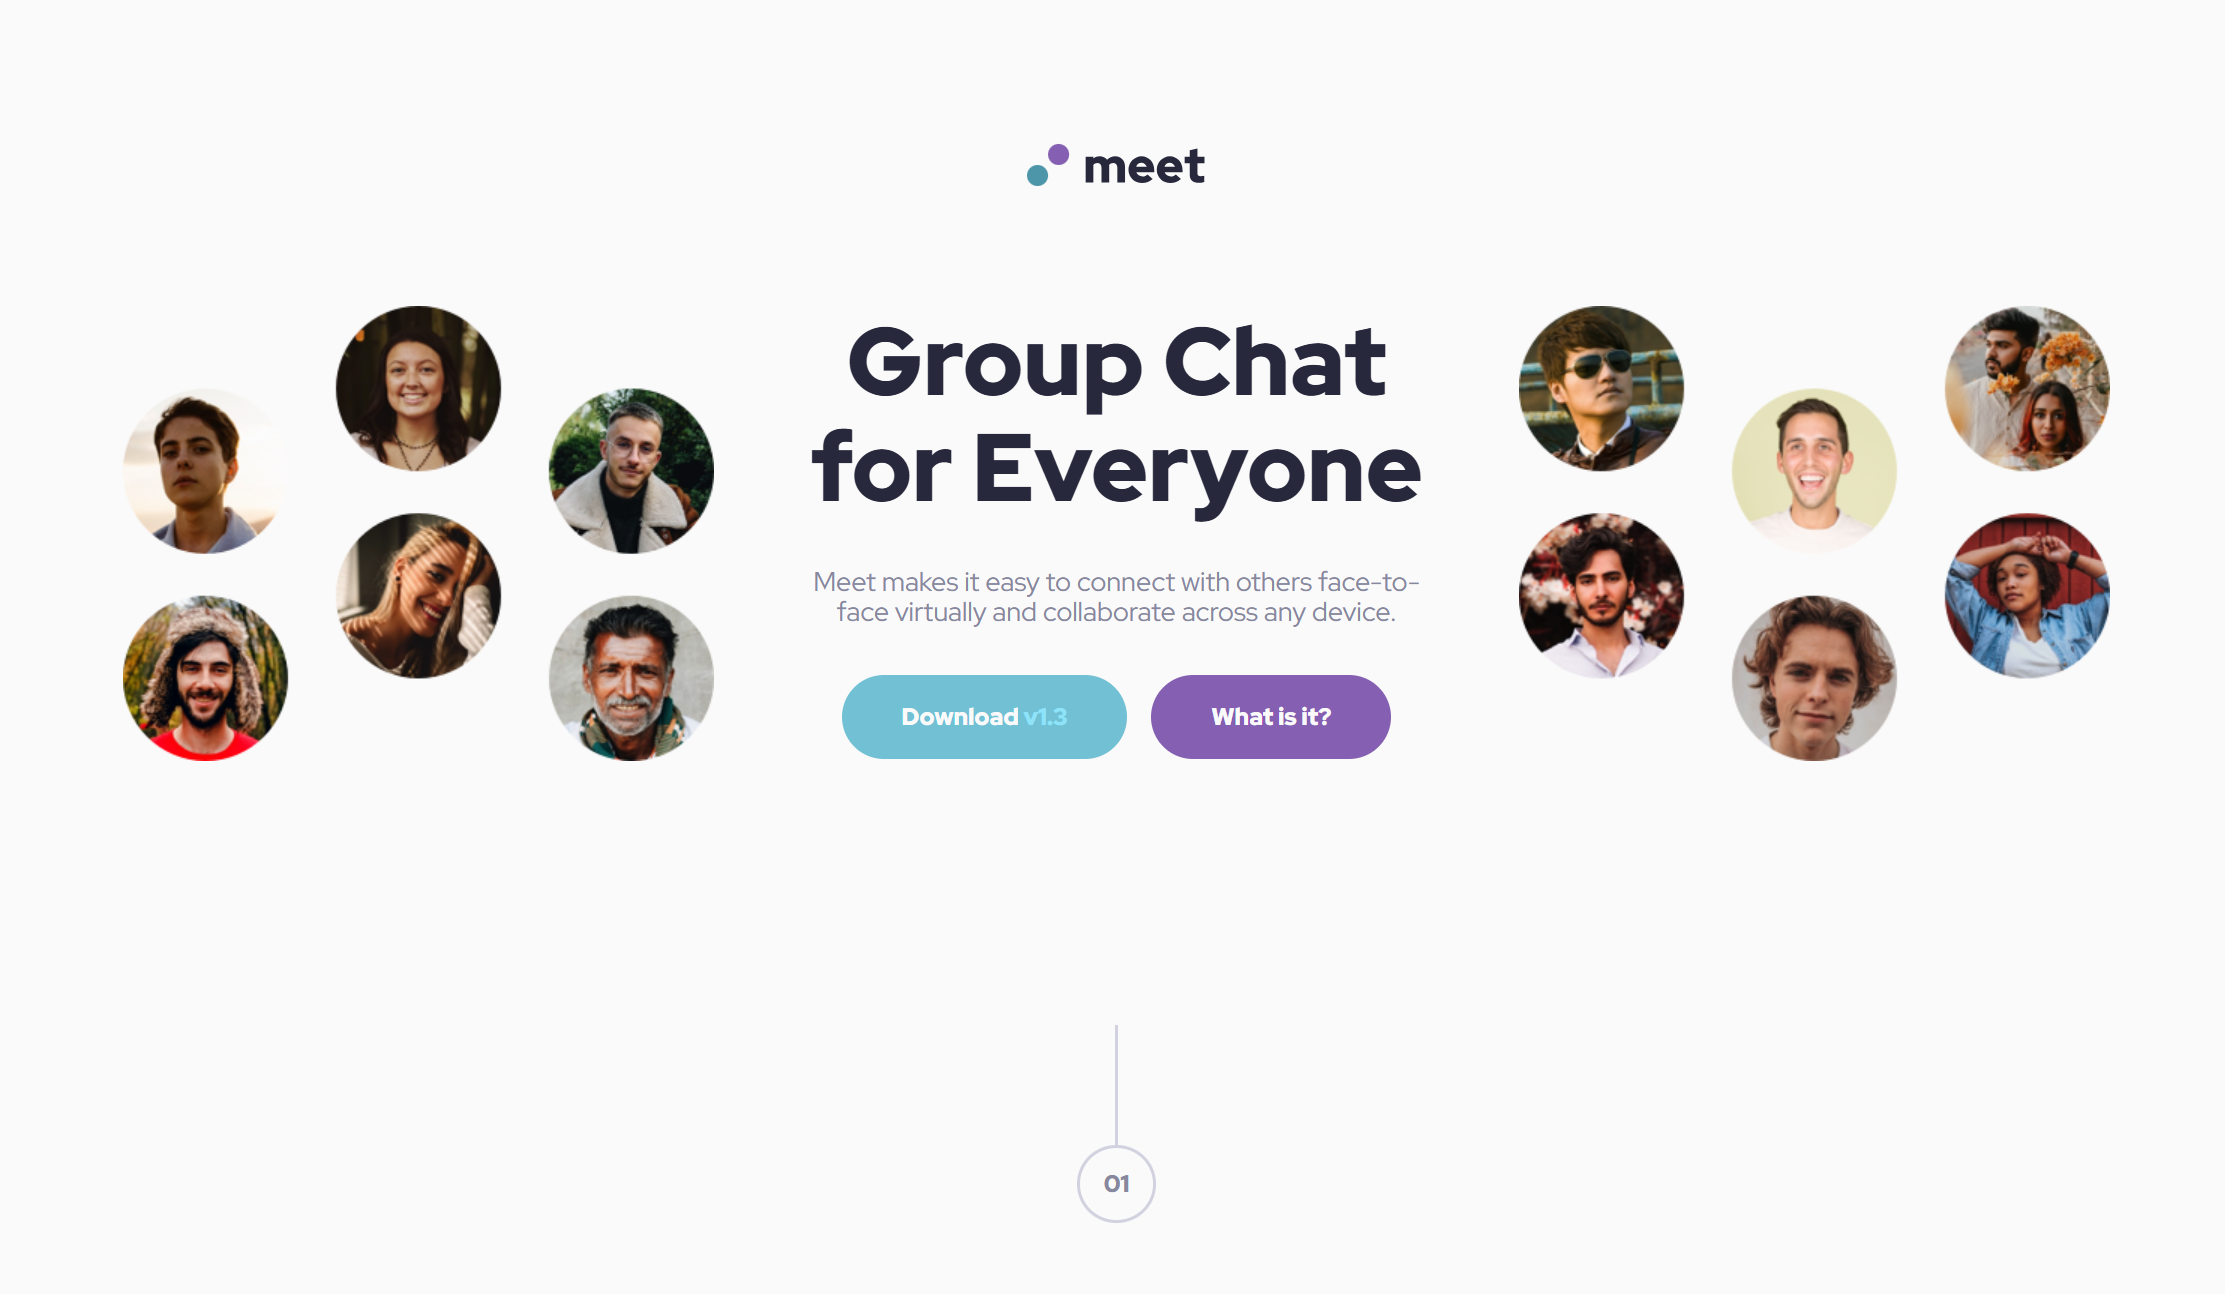 meet
Group Chat
for Everyone
Meet makes it easy to connect with others face-to-
face virtually and collaborate across any device.
Download v1.3
What is it?
01